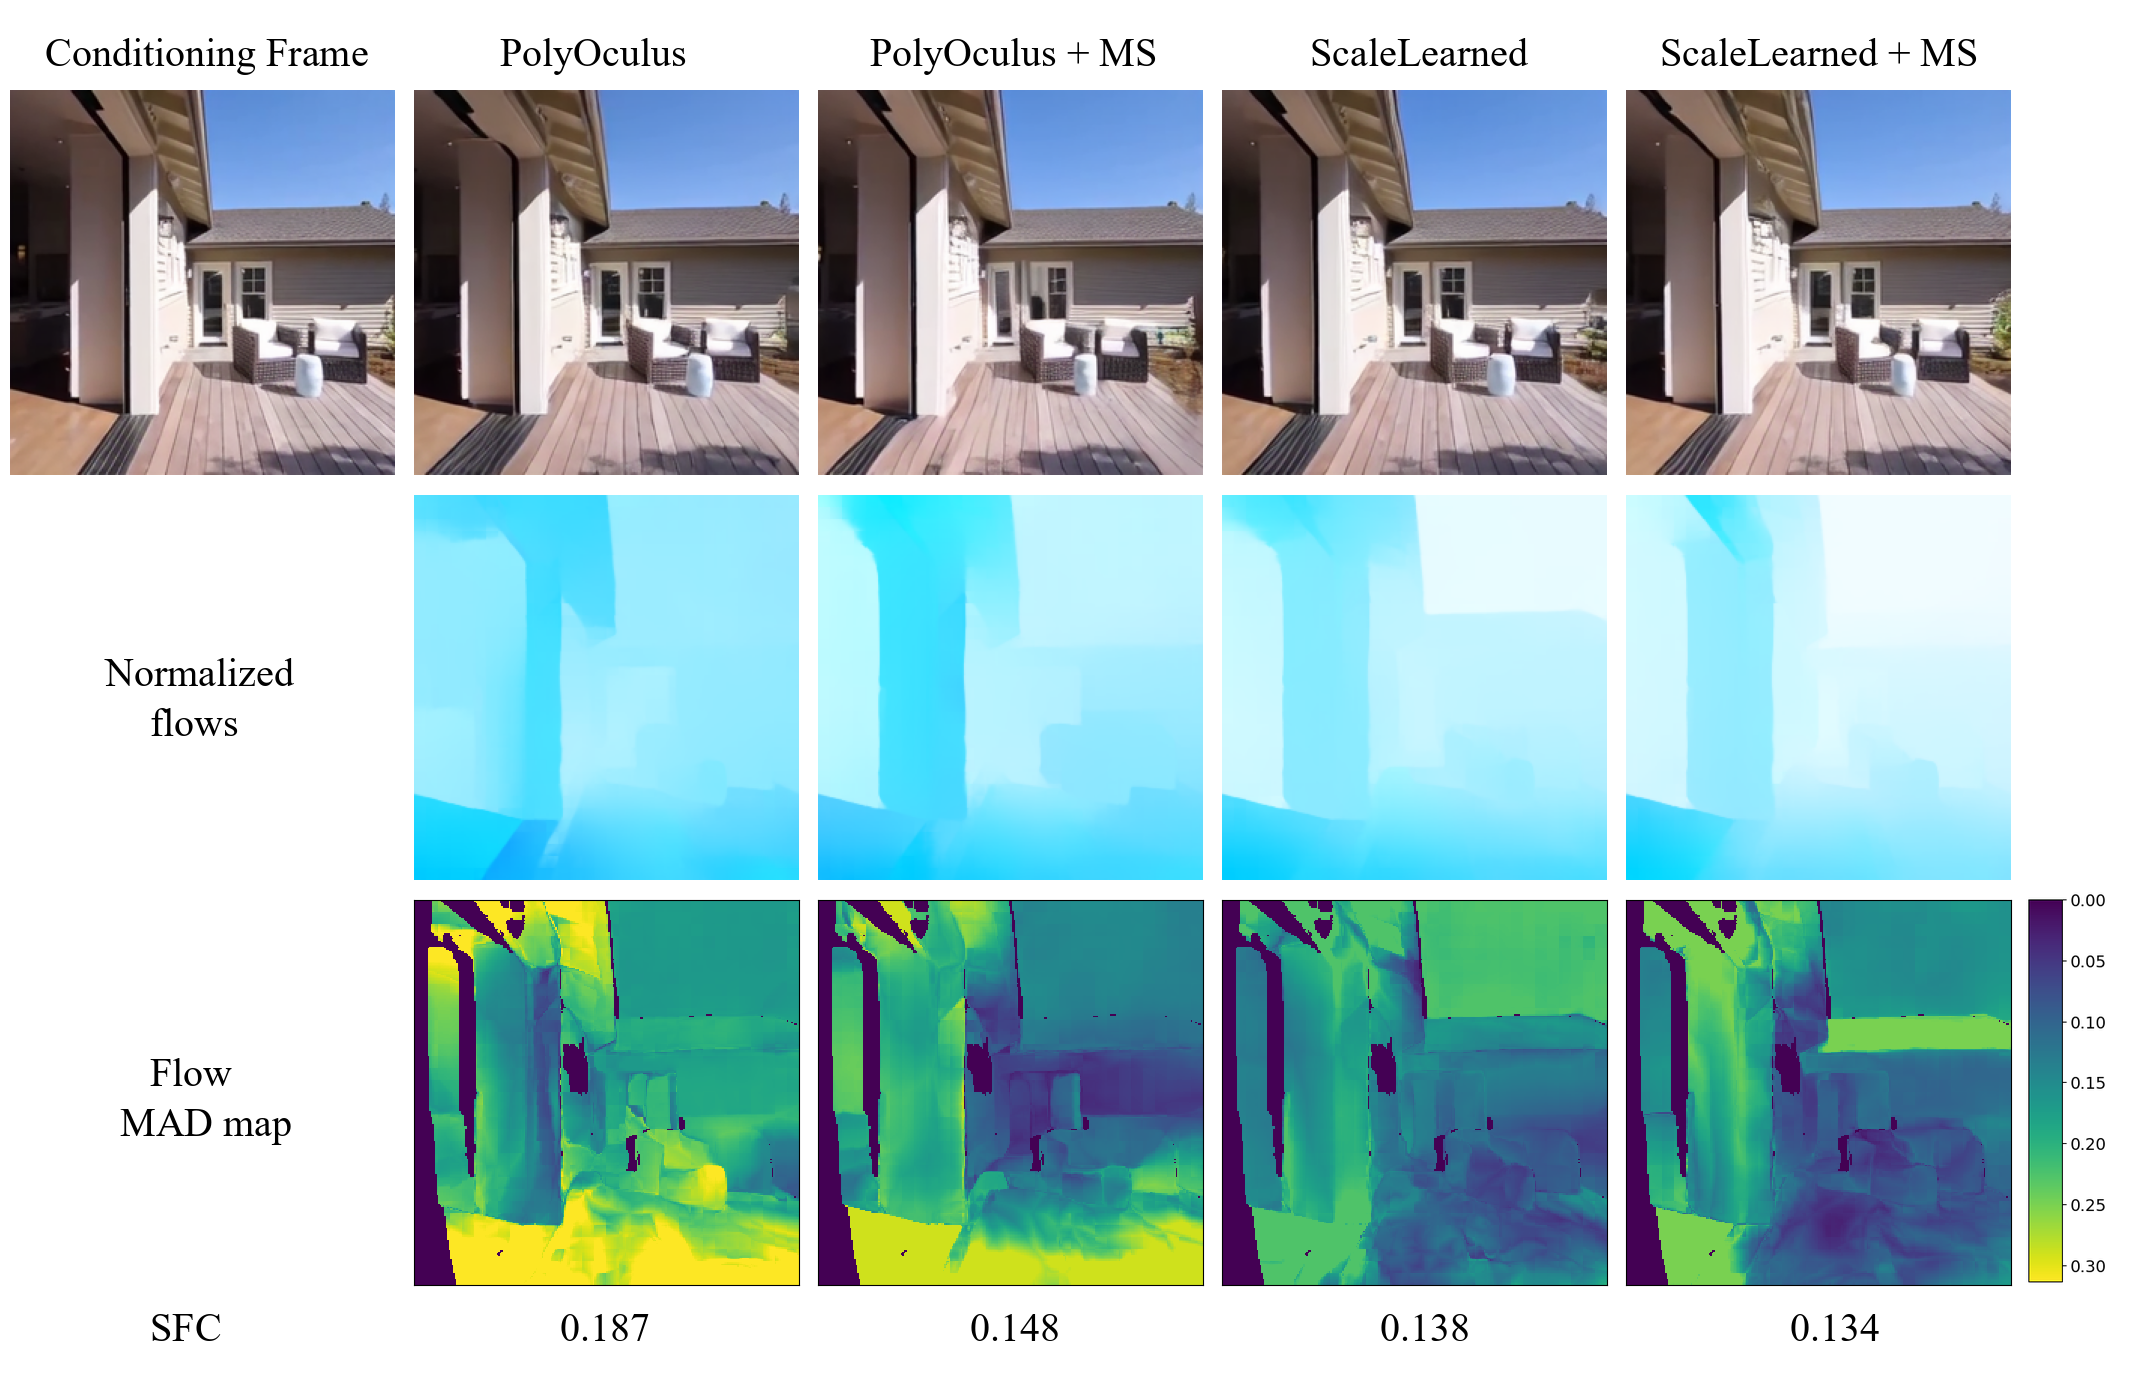 Conditioning Frame
PolyOculus
PolyOculus + MS
ScaleLearned
ScaleLearned + MS
Normalized
flows
Flow
MAD map
0.00
0.05
0.10
0.15
0.20
0.25
0.30
SFC
0.187
0.148
0.138
0.134